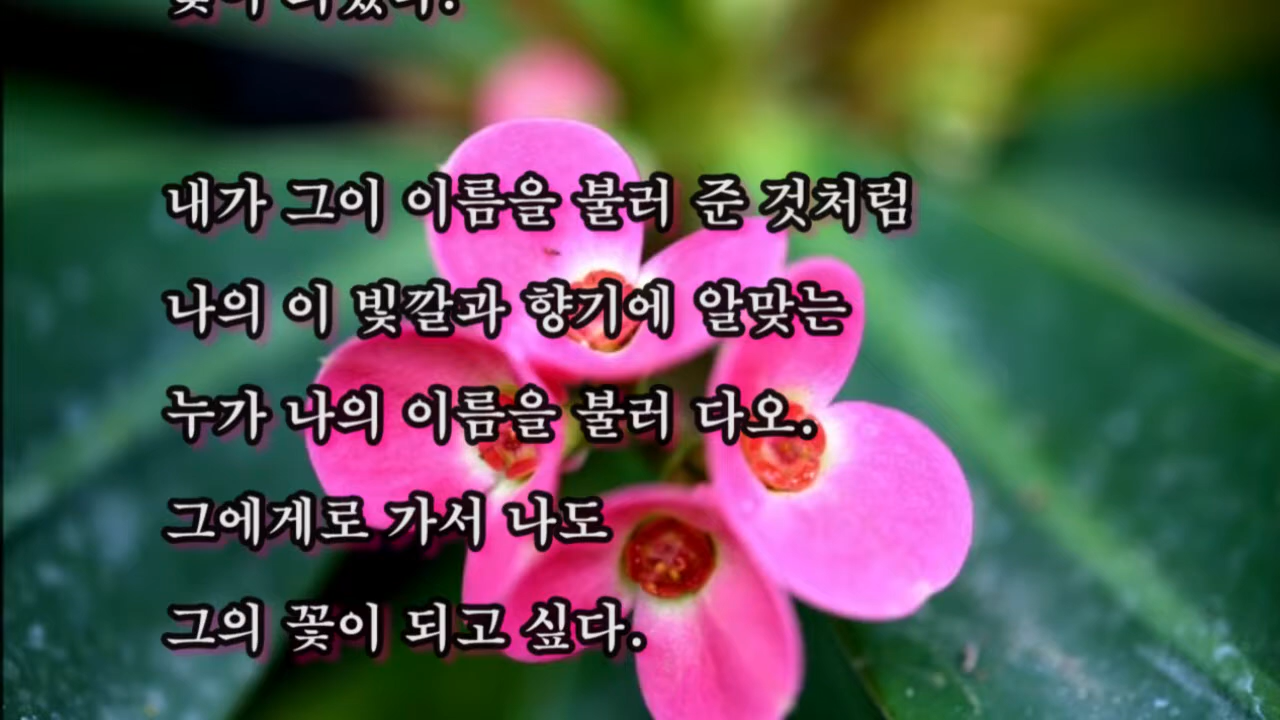 내가 그이 이름을 불러 준 것처럼
나의 이 빛깔과 향기에 알맞는
누가 나의 이름을 불러 다오.
그에게로 가서 나도
그의 꽃이 되고 싶다.